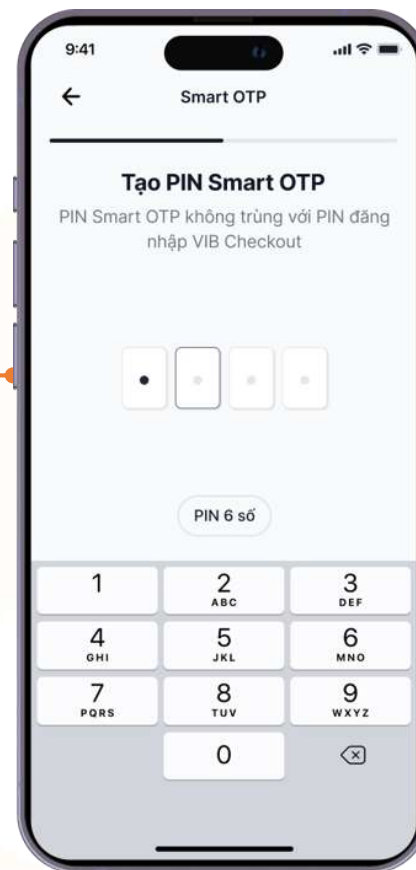 9:41
Smart OTP
Tạo PIN Smart OTP
PIN Smart OTP không trùng với PIN đăng
nhập VIB Checkout
PIN 6 số
1
2
ABC
3
DEF
4
GHI
5
JKL
6
MNO
7
PQRS
8
TUV
9
WXYZ
0